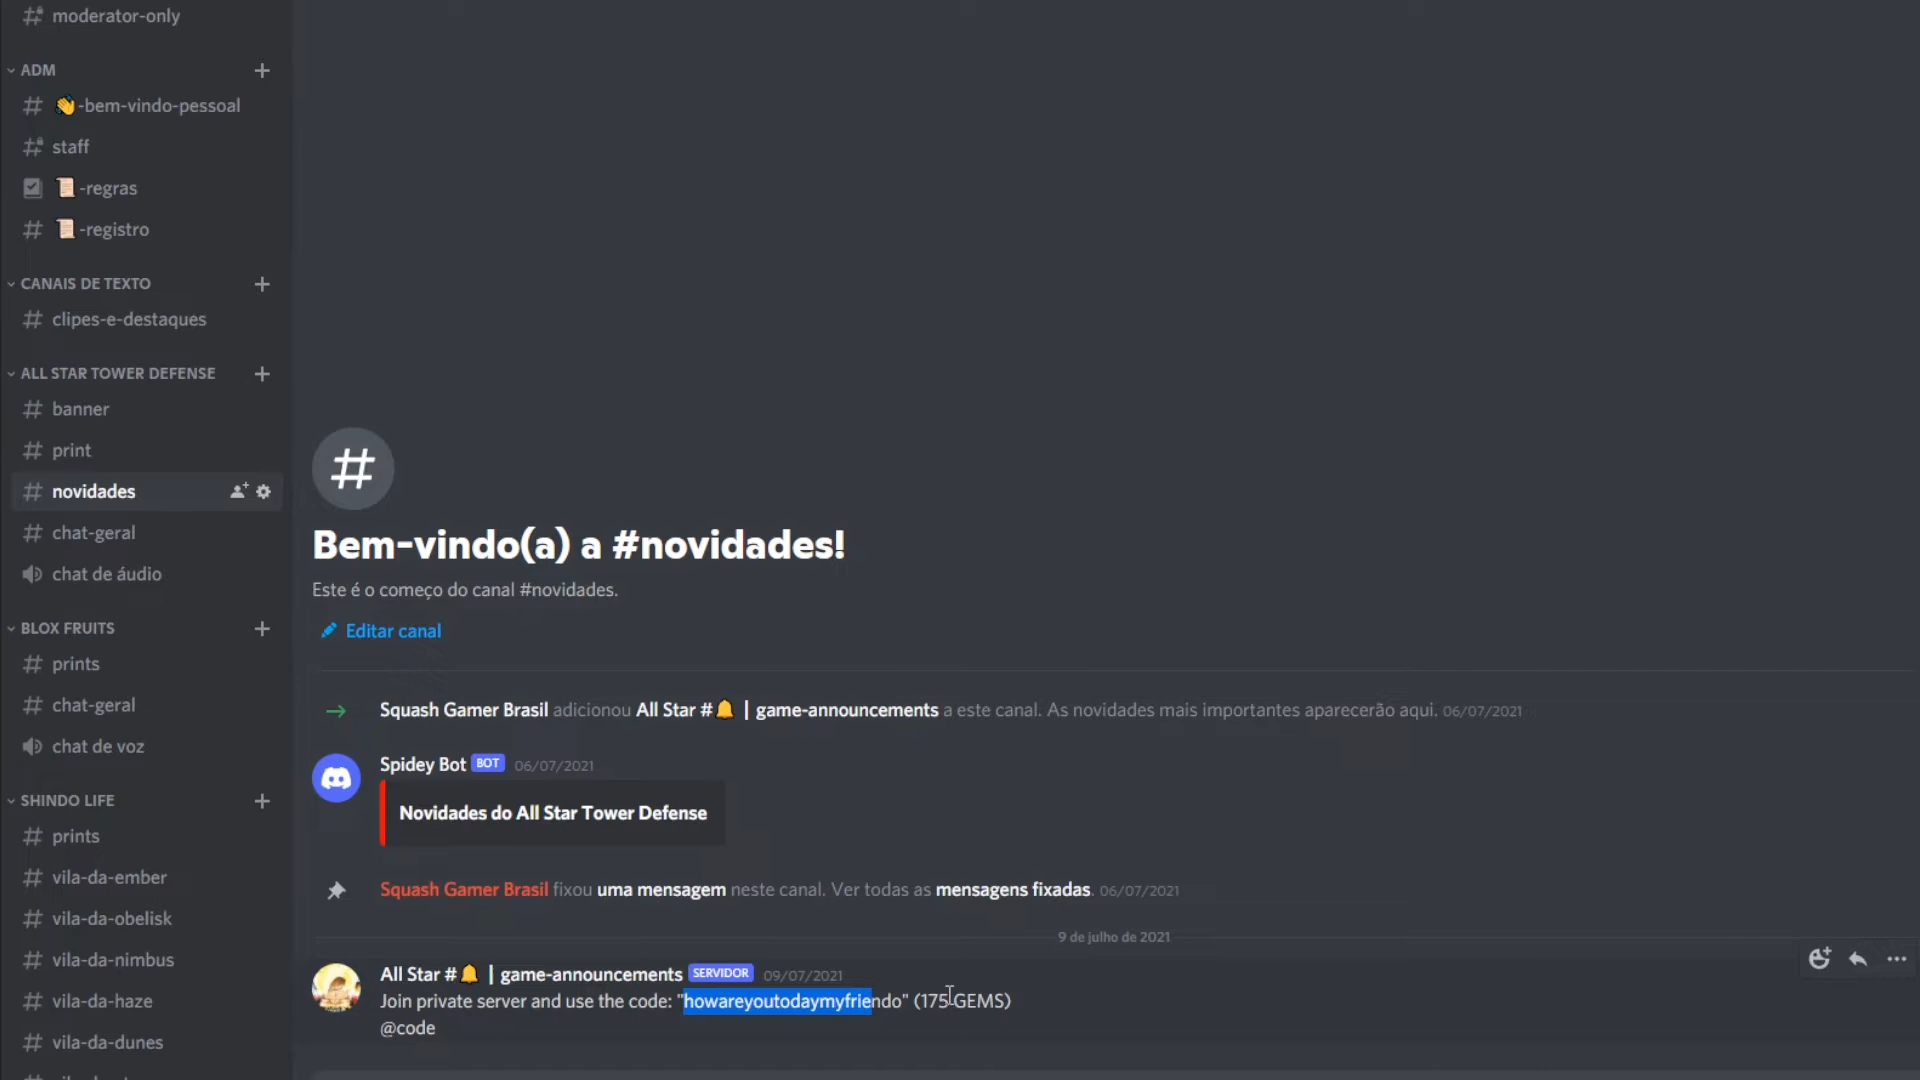 moderator-only
ADM
-bem-vindo-pessoal
staff
-regras
-registro
CANAIS DE TEXTO
clipes-e-destaques
ALL STAR TOWER DEFENSE
banner
print
novidades
chat-geral
chat de áudio
BLOX FRUITS
prints
chat-geral
chat de voz
SHINDO LIFE
prints
vila-da-ember
vila-da-obelisk
vila-da-nimbus
vila-da-haze
vila-da-dunes
Bem-vindo(a) a #novidades!
Este é o começo do canal #novidades.
Editar canal
Squash Gamer Brasil adicionou All Star #🔔 | game-announcements a este canal. As novidades mais importantes aparecerão aqui. 06/07/2021
Spidey Bot BOT 06/07/2021
Novidades do All Star Tower Defense
Squash Gamer Brasil fixou uma mensagem neste canal. Ver todas as mensagens fixadas. 06/07/2021
9 de julho de 2021
All Star #🔔 | game-announcements SERVIDOR 09/07/2021
Join private server and use the code: "howareyoutodaymyfriendo" (175 GEMS)
@code